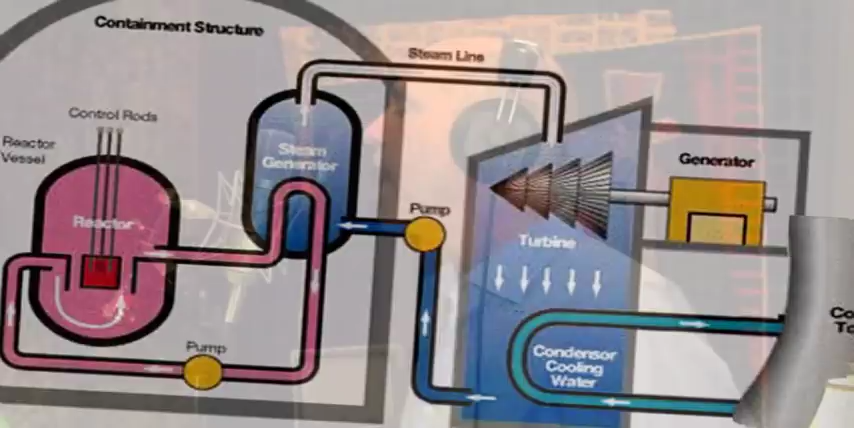 Containment Structure
Steam Line
Control Rods
Reactor
Vessel
Steam
Generator
Generator
Reactor
Pump
Turbine
Condensor
Cooling
Water
Pump